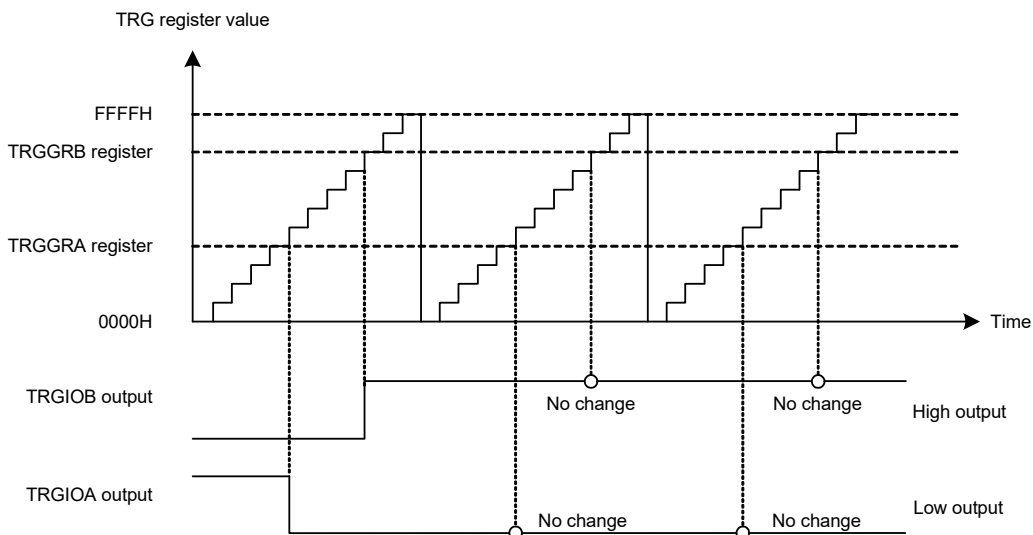 TRG register value
FFFFH
TRGGRB register
TRGGRA register
0000H
Time
TRGIOB output
No change
No change
High output
TRGIOA output
No change
No change
Low output